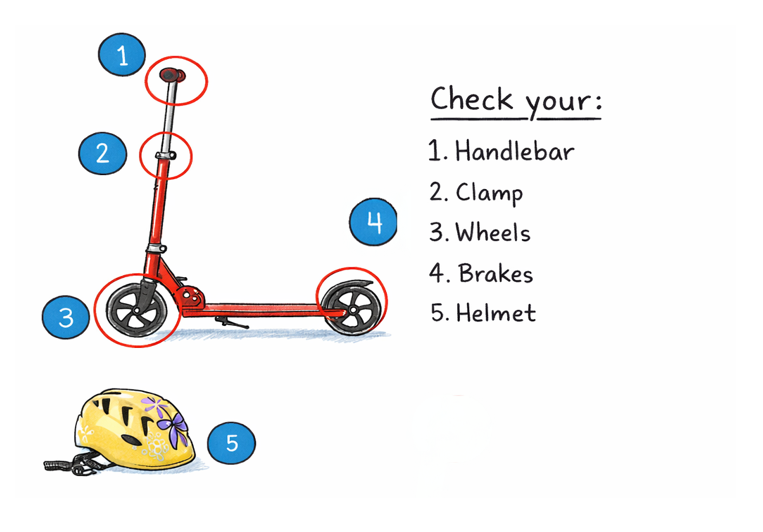 1
2
4
3
5
Check your:
1. Handlebar
2. Clamp
3. Wheels
4. Brakes
5. Helmet